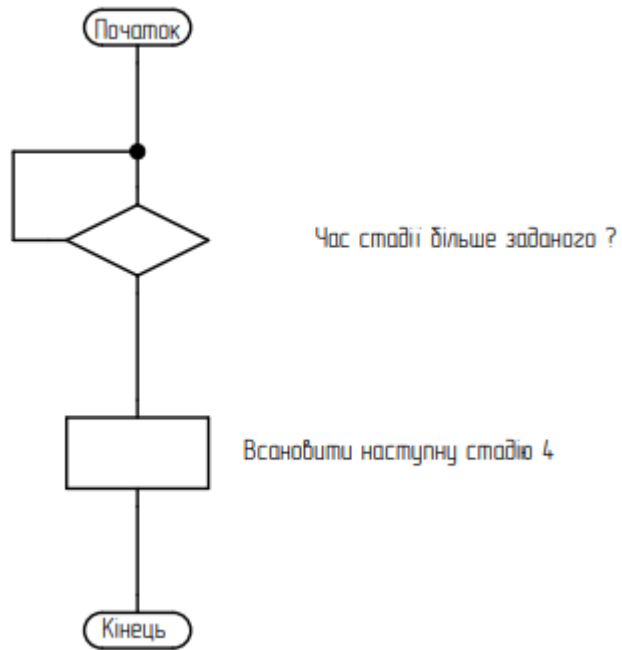 Початок
Час стадії більше заданого ?
Всановити наступну стадію 4
Кінець